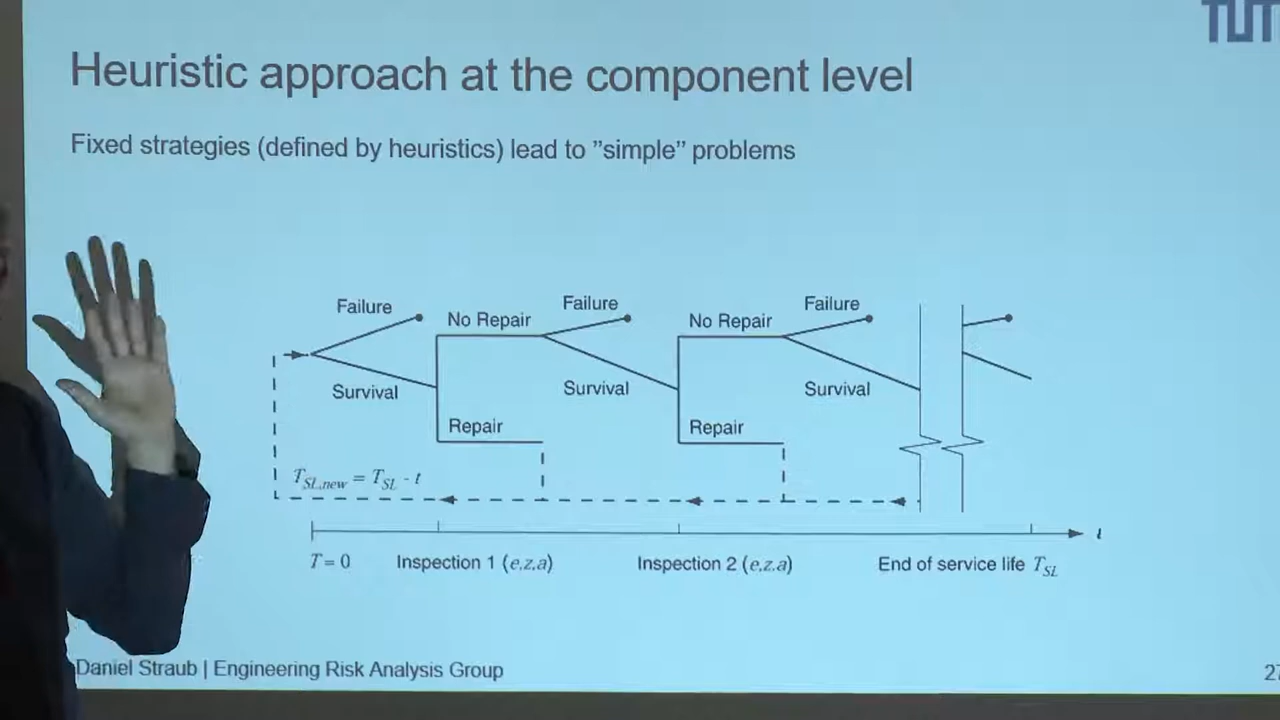 TUM
Heuristic approach at the component level
Fixed strategies (defined by heuristics) lead to ”simple” problems
Failure
No Repair
Failure
No Repair
Failure
Survival
Survival
Survival
Repair
Repair
T_SL,new = T_SL - t
t
T = 0
Inspection 1 (e,z,a)
Inspection 2 (e,z,a)
End of service life T_SL
Daniel Straub | Engineering Risk Analysis Group